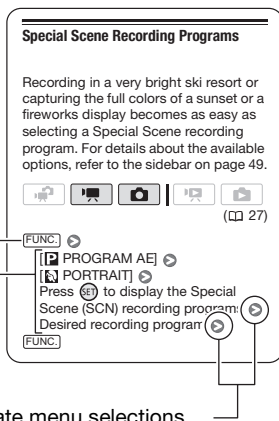 Special Scene Recording Programs
Recording in a very bright ski resort or
capturing the full colors of a sunset or a
fireworks display becomes as easy as
selecting a Special Scene recording
program. For details about the available
options, refer to the sidebar on page 49.
( 27)
FUNC.
[P PROGRAM AE]
[PORTRAIT]
Press SET to display the Special
Scene (SCN) recording programs
Desired recording program
FUNC.
ate menu selections